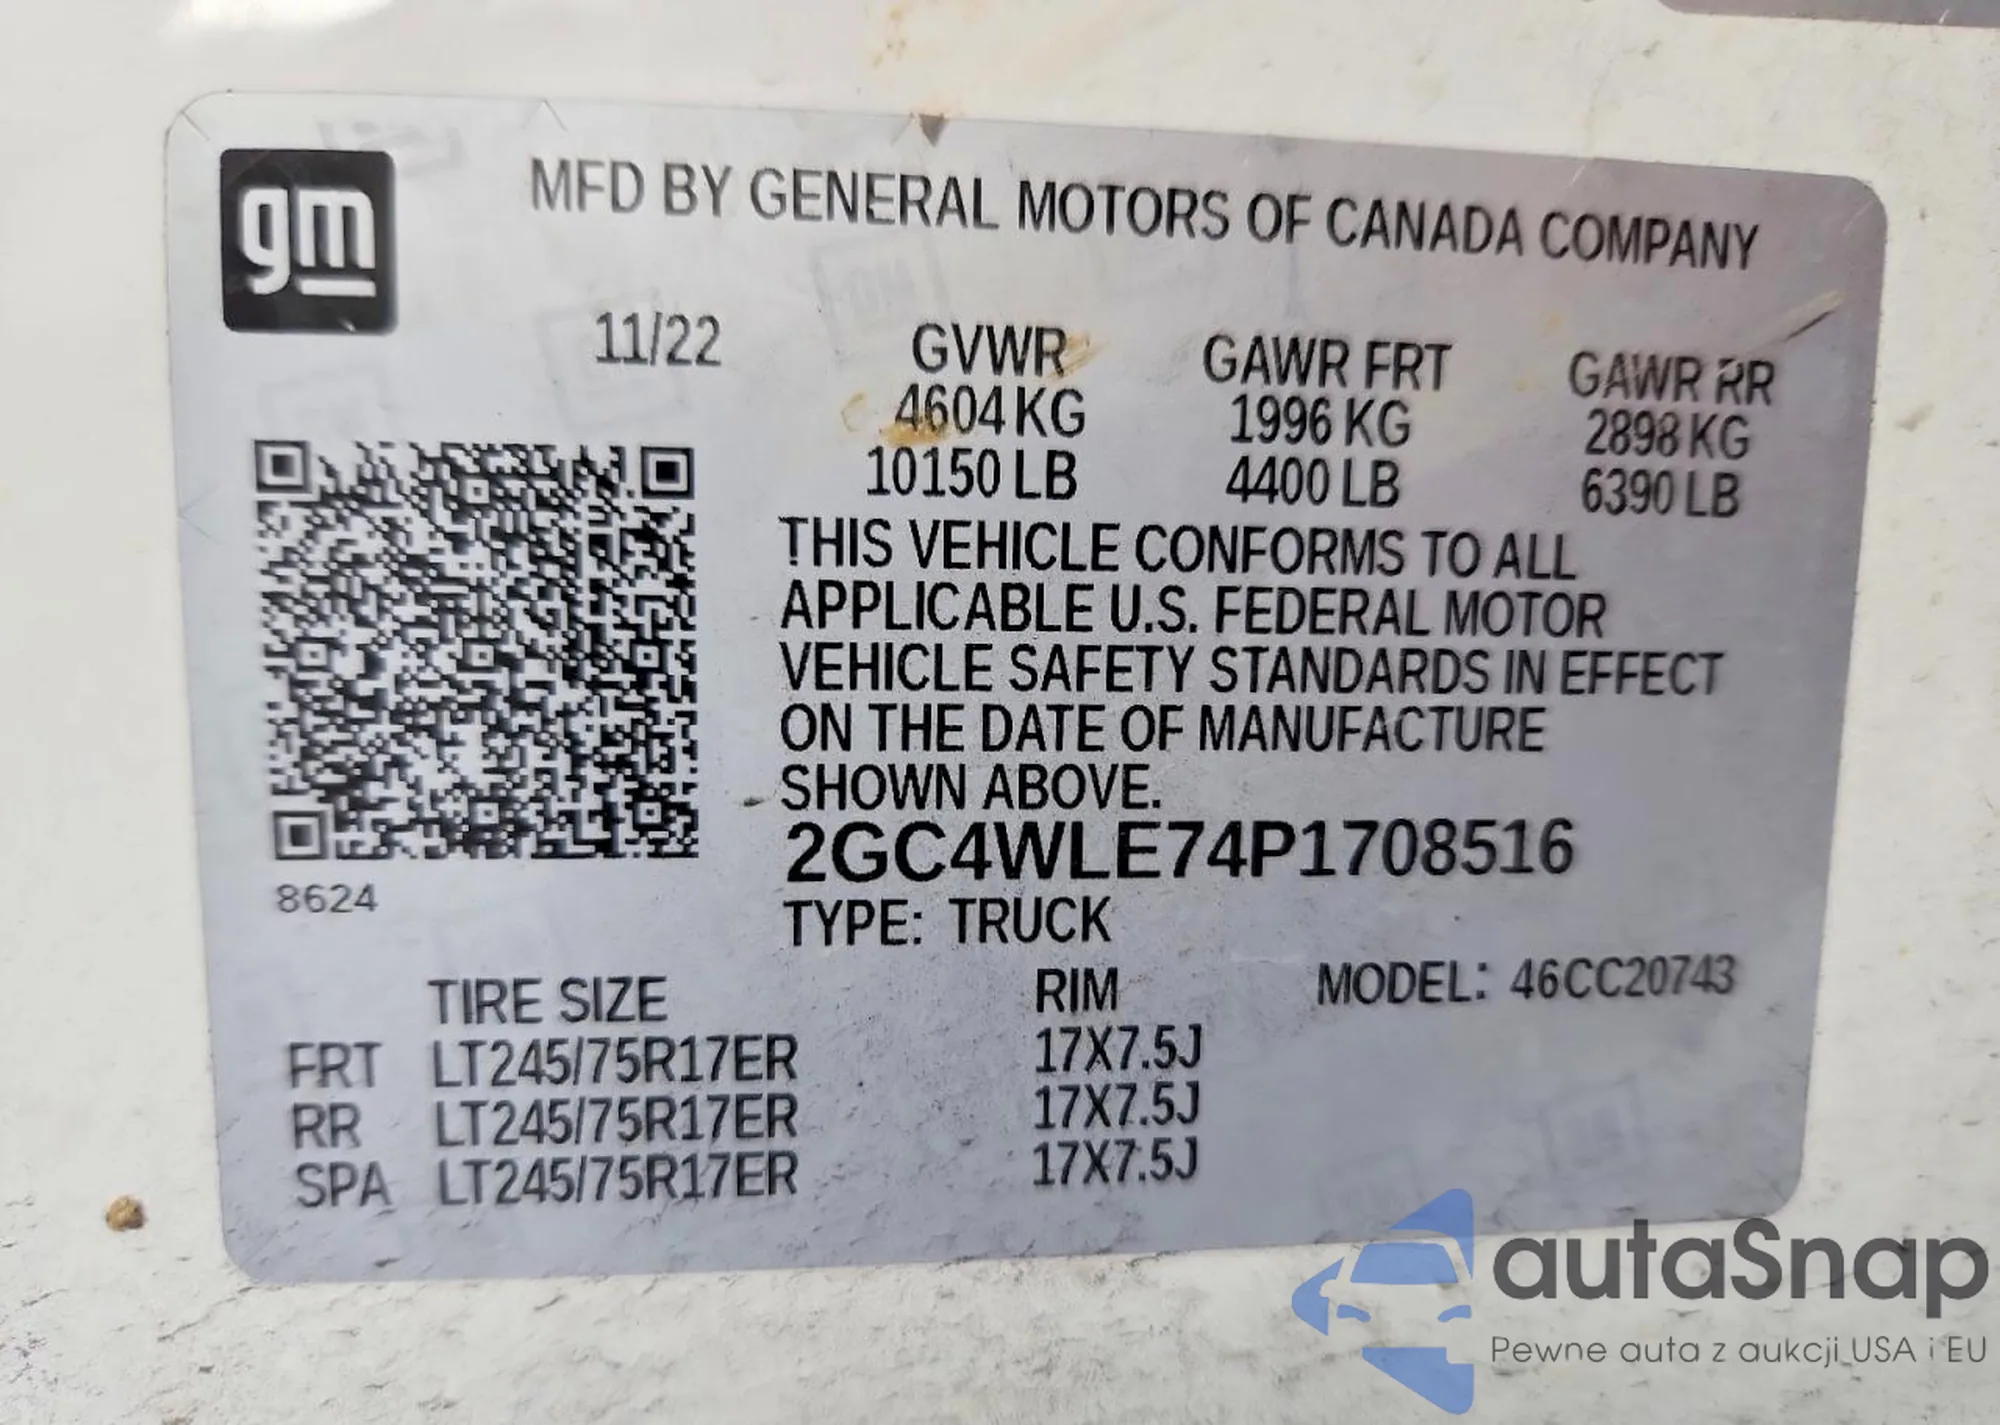 gm
MFD BY GENERAL MOTORS OF CANADA COMPANY
11/22 GVWR GAWR FRT GAWR RR
4604 KG 1996 KG 2898 KG
10150 LB 4400 LB 6390 LB
THIS VEHICLE CONFORMS TO ALL
APPLICABLE U.S. FEDERAL MOTOR
VEHICLE SAFETY STANDARDS IN EFFECT
ON THE DATE OF MANUFACTURE
SHOWN ABOVE.
2GC4WLE74P1708516
8624
TYPE: TRUCK
TIRE SIZE RIM MODEL: 46CC20743
FRT LT245/75R17ER 17X7.5J
RR LT245/75R17ER 17X7.5J
SPA LT245/75R17ER 17X7.5J
autaSnap
Pewne auta z aukcji USA i EU